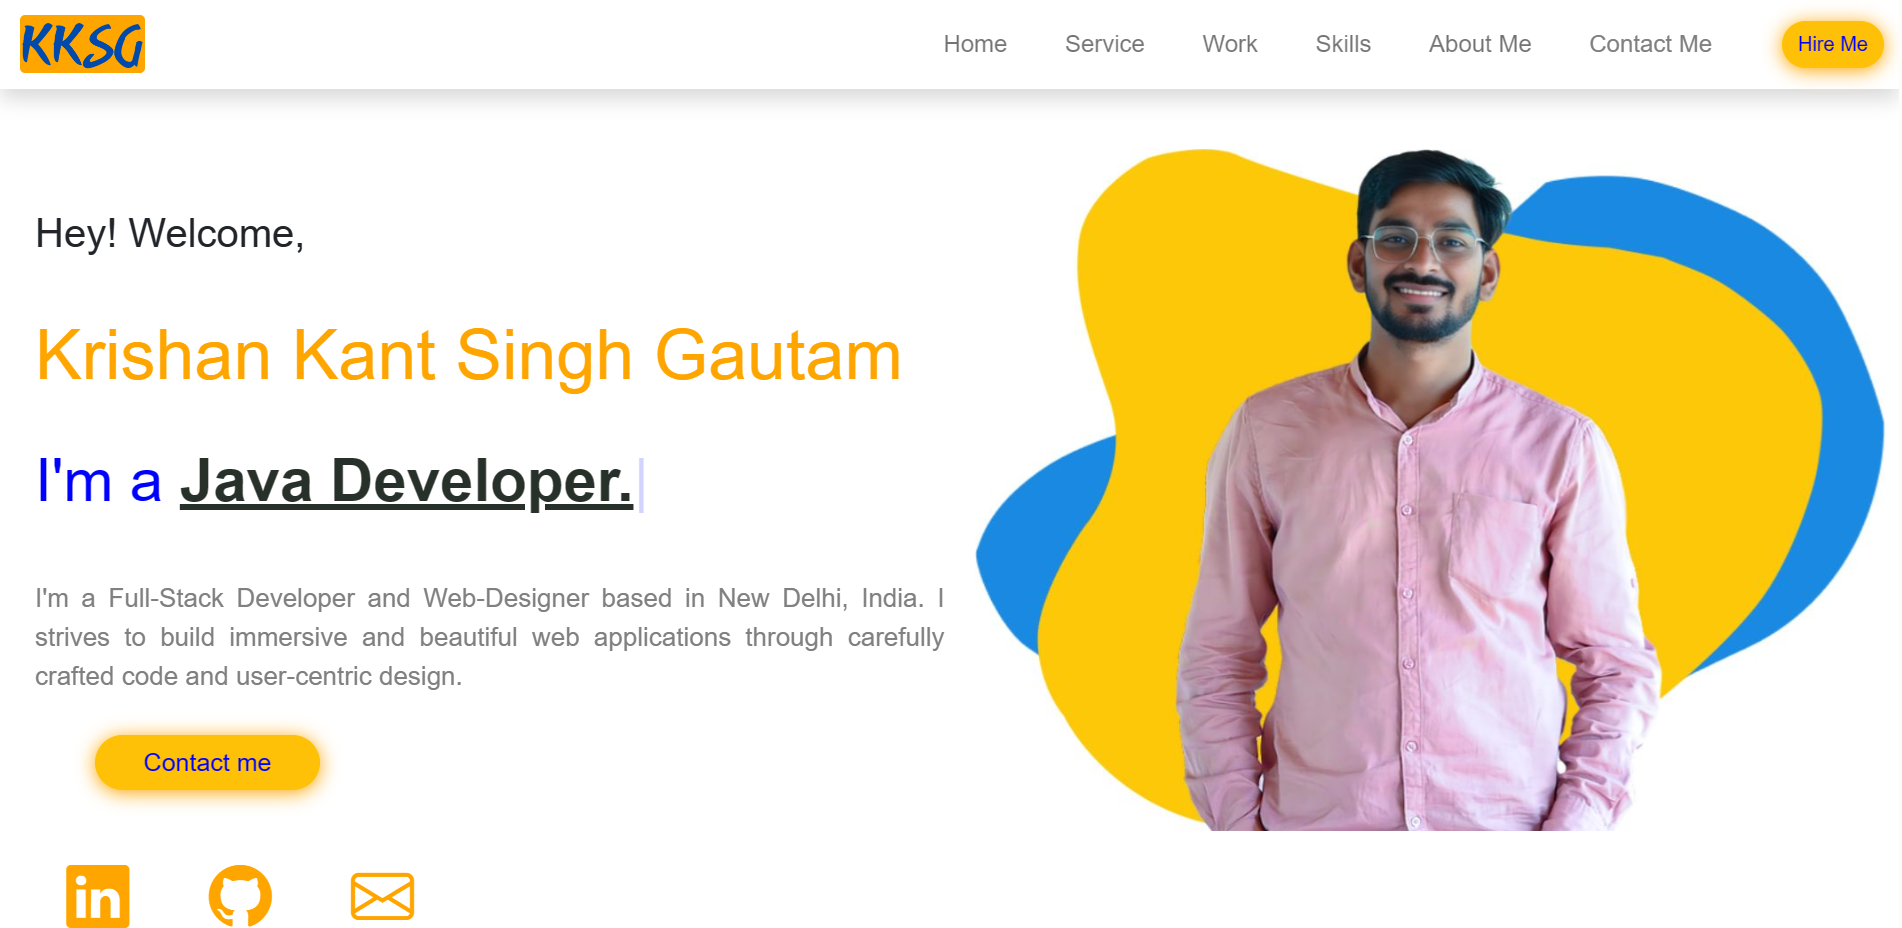 KKSG
Home Service Work Skills About Me Contact Me Hire Me
Hey! Welcome,
Krishan Kant Singh Gautam
I'm a Java Developer.
I'm a Full-Stack Developer and Web-Designer based in New Delhi, India. I
strives to build immersive and beautiful web applications through carefully
crafted code and user-centric design.
Contact me
in